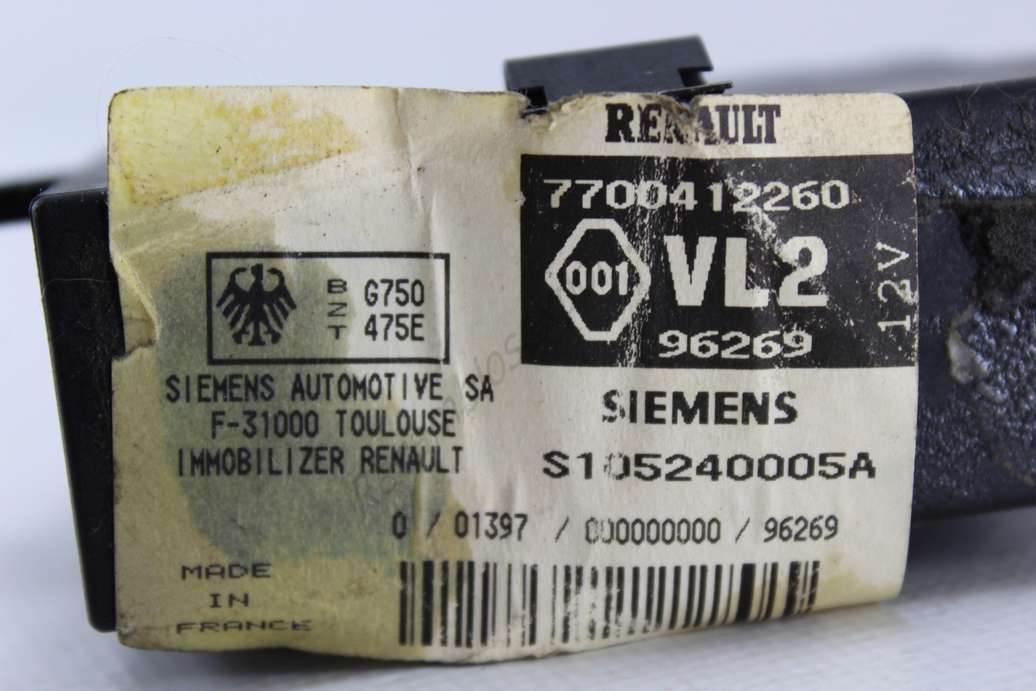 RENAULT
7700412260
001 VL2
12V
96269
SIEMENS
S105240005A
B Z T
G750
475E
SIEMENS AUTOMOTIVE SA
F-31000 TOULOUSE
IMMOBILIZER RENAULT
0 / 01397 / 000000000 / 96269
MADE
IN
FRANCE